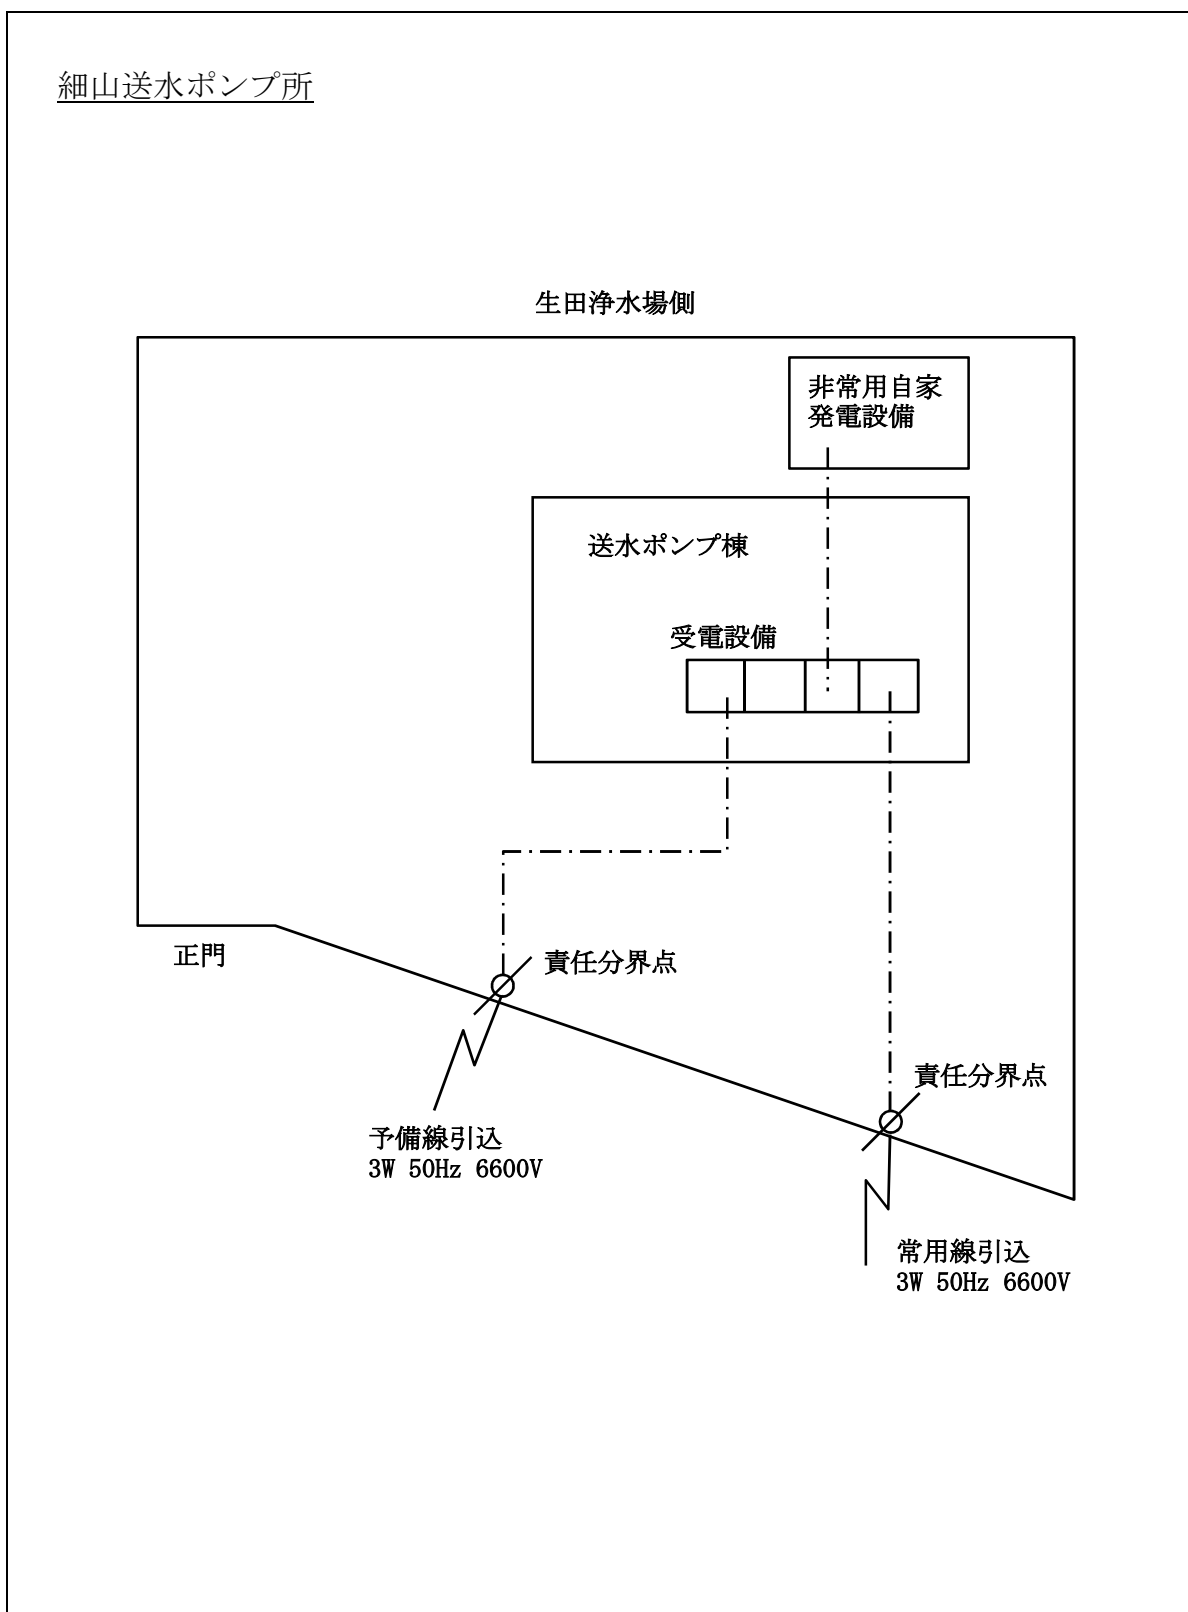 細山送水ポンプ所
生田浄水場側
非常用自家
発電設備
送水ポンプ棟
受電設備
正門
責任分界点
責任分界点
予備線引込
3W 50Hz 6600V
常用線引込
3W 50Hz 6600V